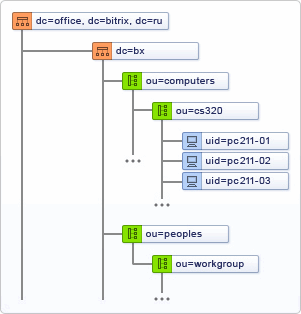 dc=office, dc=bitrix, dc=ru
dc=bx
ou=computers
ou=cs320
uid=pc211-01
uid=pc211-02
uid=pc211-03
ou=peoples
ou=workgroup